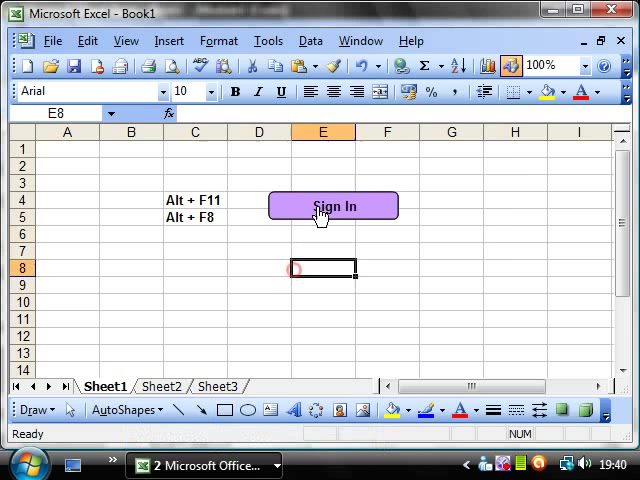 Microsoft Excel - Book1
File Edit View Insert Format Tools Data Window Help
ABC Σ A Z 100%
Arial 10 B I U % , A
E8 fx
A B C D E F G H I
1
2
3
4 Alt + F11 Sign In
5 Alt + F8
6
7
8
9
10
11
12
13
14
Sheet1 Sheet2 Sheet3
Draw AutoShapes A A
Ready NUM
2 Microsoft Office... 19:40